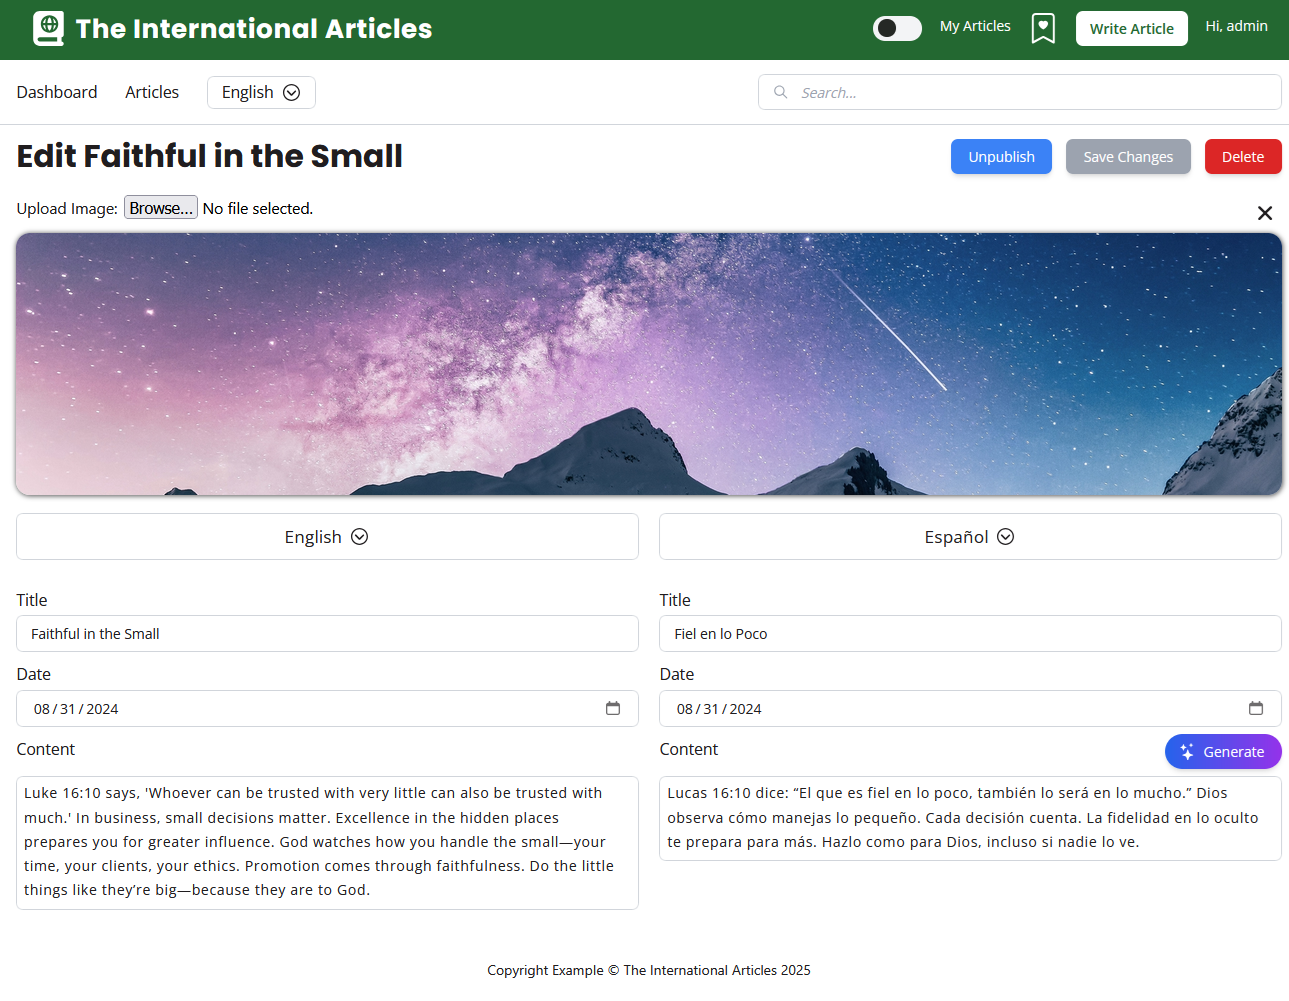 The International Articles
My Articles
Write Article
Hi, admin
Dashboard
Articles
English
Search...
Edit Faithful in the Small
Unpublish
Save Changes
Delete
Upload Image: Browse... No file selected.
English
Español
Title
Faithful in the Small
Date
08/31/2024
Content
Luke 16:10 says, 'Whoever can be trusted with very little can also be trusted with
much.' In business, small decisions matter. Excellence in the hidden places
prepares you for greater influence. God watches how you handle the small—your
time, your clients, your ethics. Promotion comes through faithfulness. Do the little
things like they’re big—because they are to God.
Title
Fiel en lo Poco
Date
08/31/2024
Content
Generate
Lucas 16:10 dice: “El que es fiel en lo poco, también lo será en lo mucho.” Dios
observa cómo manejas lo pequeño. Cada decisión cuenta. La fidelidad en lo oculto
te prepara para más. Hazlo como para Dios, incluso si nadie lo ve.
Copyright Example © The International Articles 2025